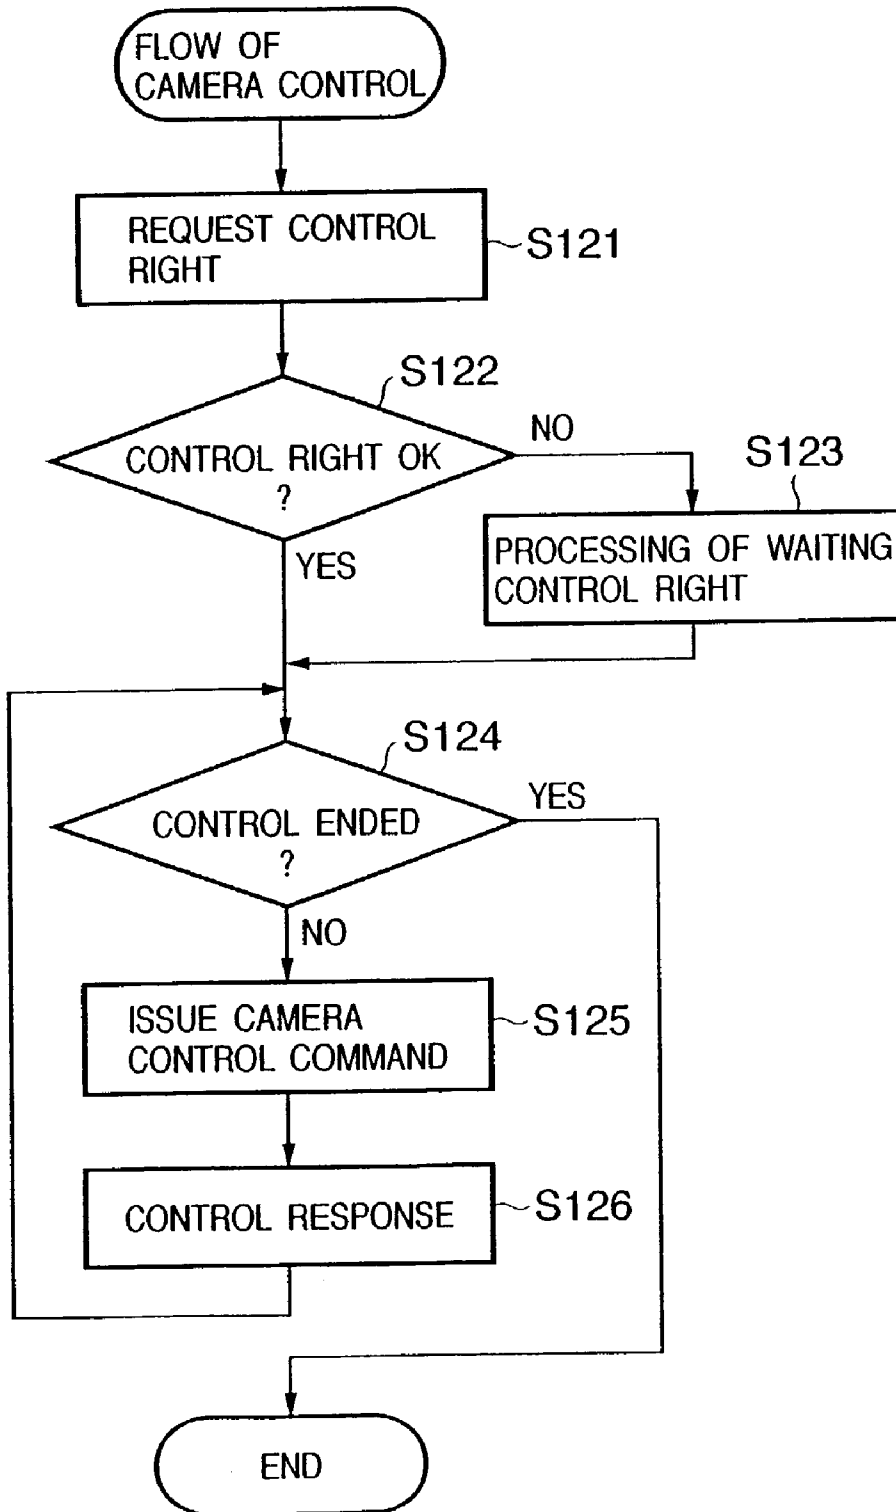 FLOW OF
CAMERA CONTROL
REQUEST CONTROL
RIGHT
S121
S122
CONTROL RIGHT OK
?
NO
YES
S123
PROCESSING OF WAITING
CONTROL RIGHT
S124
CONTROL ENDED
?
YES
NO
ISSUE CAMERA
CONTROL COMMAND
S125
CONTROL RESPONSE
S126
END